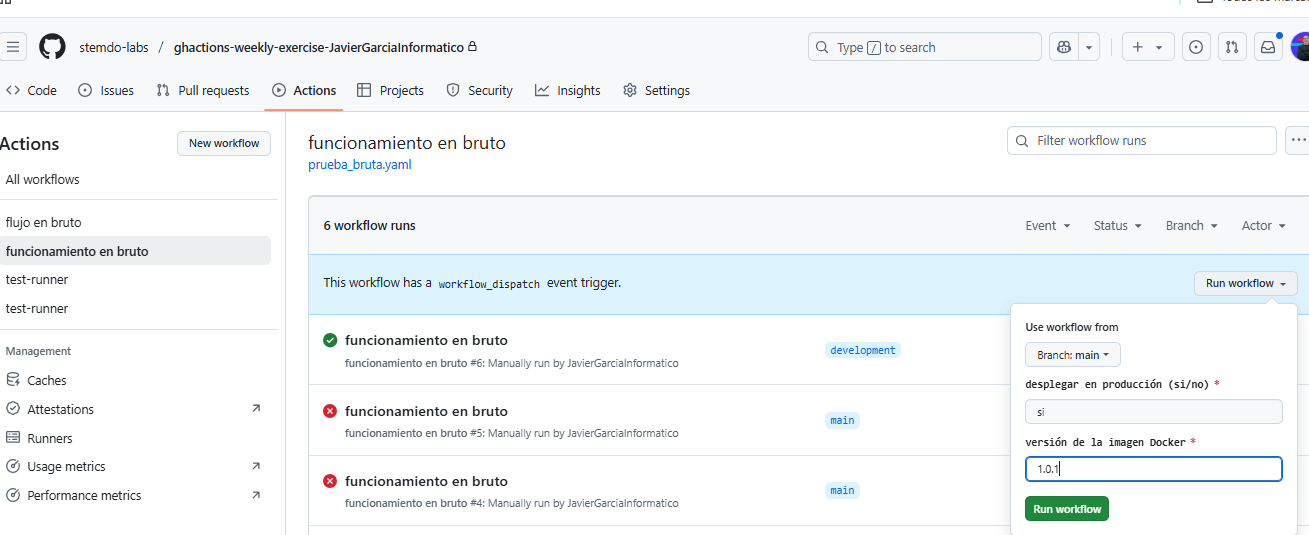 stemdo-labs / ghactions-weekly-exercise-JavierGarciaInformatico
Type / to search
Code Issues Pull requests Actions Projects Security Insights Settings
Actions
New workflow
All workflows
flujo en bruto
funcionamiento en bruto
test-runner
test-runner
Management
Caches
Attestations
Runners
Usage metrics
Performance metrics
funcionamiento en bruto
prueba_bruta.yaml
Filter workflow runs
6 workflow runs
Event Status Branch Actor
This workflow has a workflow_dispatch event trigger.
Run workflow
funcionamiento en bruto
funcionamiento en bruto #6: Manually run by JavierGarciaInformatico
development
funcionamiento en bruto
funcionamiento en bruto #5: Manually run by JavierGarciaInformatico
main
funcionamiento en bruto
funcionamiento en bruto #4: Manually run by JavierGarciaInformatico
main
Use workflow from
Branch: main
desplegar en producción (si/no) *
si
versión de la imagen Docker *
1.0.1
Run workflow